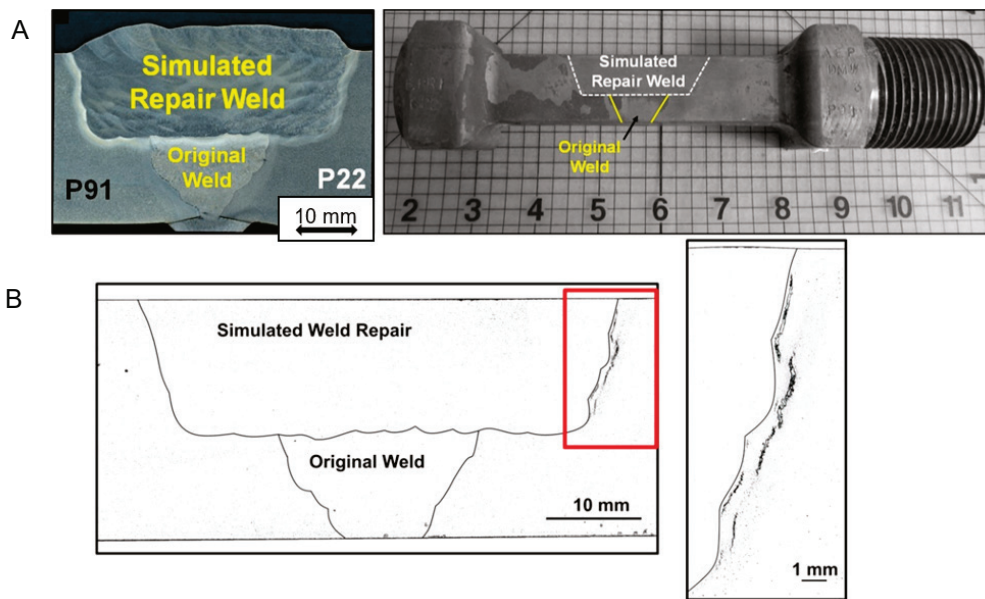 A
Simulated
Repair Weld
Original
Weld
P91
P22
10 mm
Simulated
Repair Weld
Original
Weld
2 3 4 5 6 7 8 9 10 11
B
Simulated Weld Repair
Original Weld
10 mm
1 mm